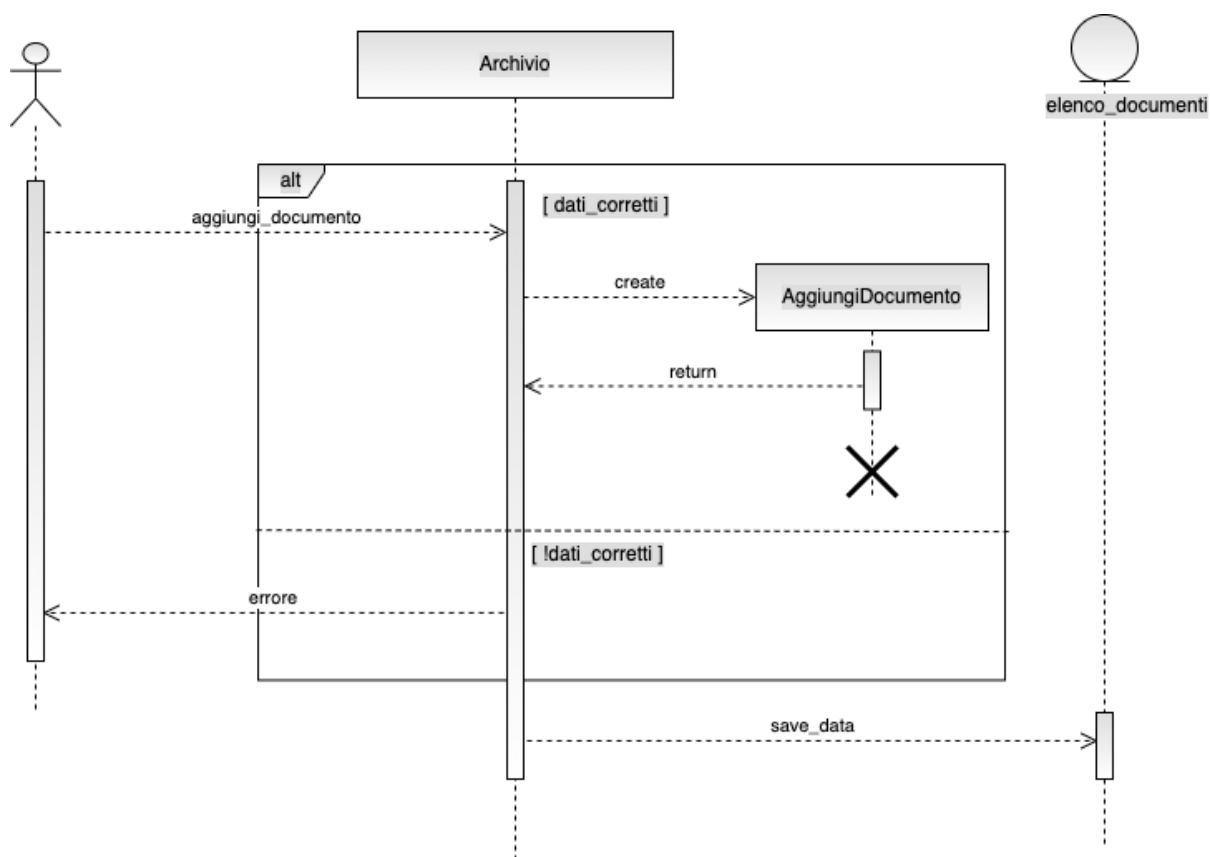 Archivio
elenco_documenti
alt
[ dati_corretti ]
aggiungi_documento
create
AggiungiDocumento
return
[ !dati_corretti ]
errore
save_data